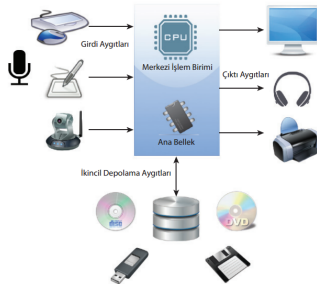 CPU
Girdi Aygıtları
Merkezi İşlem Birimi
Çıktı Aygıtları
Ana Bellek
İkincil Depolama Aygıtları
DVD